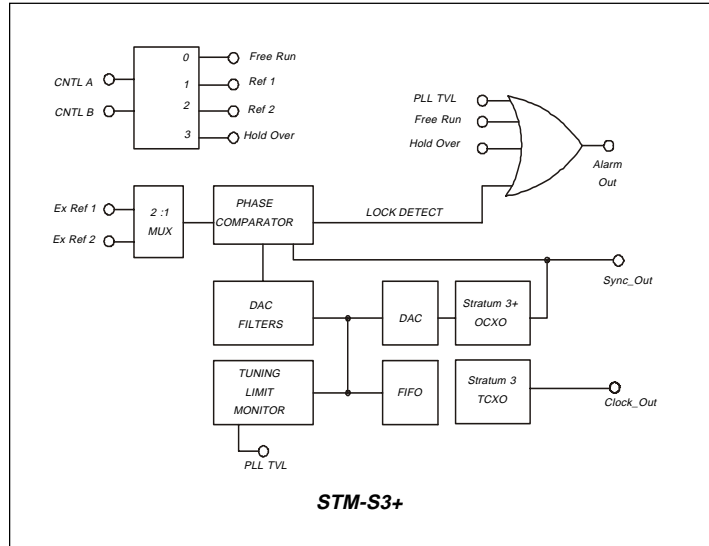 0
Free Run
CNTL A
1
Ref 1
CNTL B
2
Ref 2
3
Hold Over
PLL TVL
Free Run
Hold Over
Alarm
Out
Ex Ref 1
Ex Ref 2
2 :1
MUX
PHASE
COMPARATOR
LOCK DETECT
Sync_Out
DAC
FILTERS
DAC
Stratum 3+
OCXO
TUNING
LIMIT
MONITOR
FIFO
Stratum 3
TCXO
Clock_Out
PLL TVL
STM-S3+